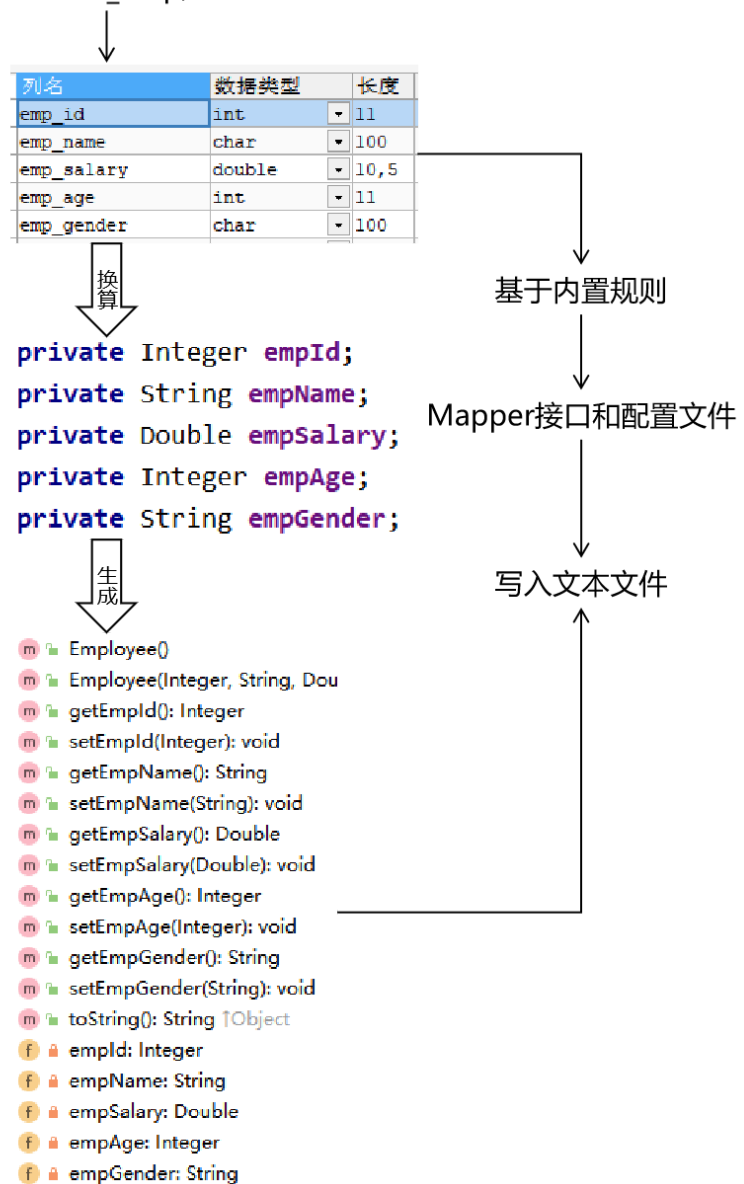 列名 数据类型 长度
emp_id int 11
emp_name char 100
emp_salary double 10,5
emp_age int 11
emp_gender char 100
换算
基于内置规则
private Integer empId;
private String empName;
Mapper接口和配置文件
private Double empSalary;
private Integer empAge;
private String empGender;
生成
写入文本文件
m Employee()
m Employee(Integer, String, Dou
m getEmpId(): Integer
m setEmpId(Integer): void
m getEmpName(): String
m setEmpName(String): void
m getEmpSalary(): Double
m setEmpSalary(Double): void
m getEmpAge(): Integer
m setEmpAge(Integer): void
m getEmpGender(): String
m setEmpGender(String): void
m toString(): String ↑Object
f empId: Integer
f empName: String
f empSalary: Double
f empAge: Integer
f empGender: String